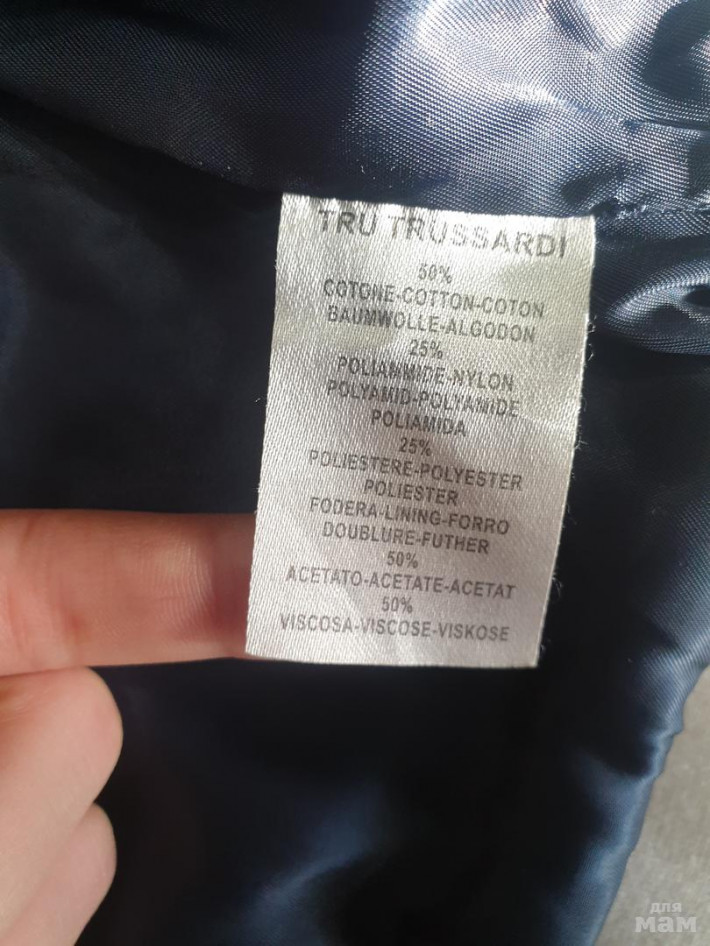 TRU TRUSSARDI
50%
COTONE-COTTON-COTON
BAUMWOLLE-ALGODON
25%
POLIAMMIDE-NYLON
POLYAMID-POLYAMIDE
POLIAMIDA
25%
POLIESTERE-POLYESTER
POLIESTER
FODERA-LINING-FORRO
DOUBLURE-FUTHER
50%
ACETATO-ACETATE-ACETAT
50%
VISCOSA-VISCOSE-VISKOSE
для
мам